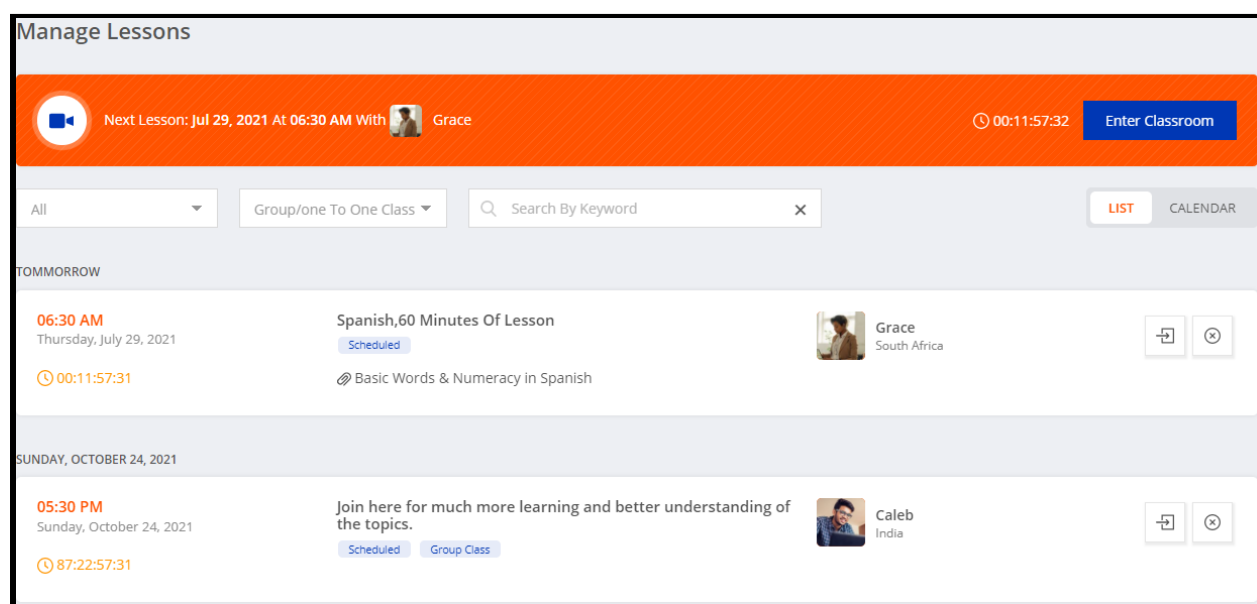 Manage Lessons
Next Lesson: Jul 29, 2021 At 06:30 AM With Grace
00:11:57:32
Enter Classroom
All
Group/one To One Class
Search By Keyword
LIST
CALENDAR
TOMMORROW
06:30 AM
Thursday, July 29, 2021
00:11:57:31
Spanish,60 Minutes Of Lesson
Scheduled
Basic Words & Numeracy in Spanish
Grace
South Africa
SUNDAY, OCTOBER 24, 2021
05:30 PM
Sunday, October 24, 2021
87:22:57:31
Join here for much more learning and better understanding of
the topics.
Scheduled
Group Class
Caleb
India